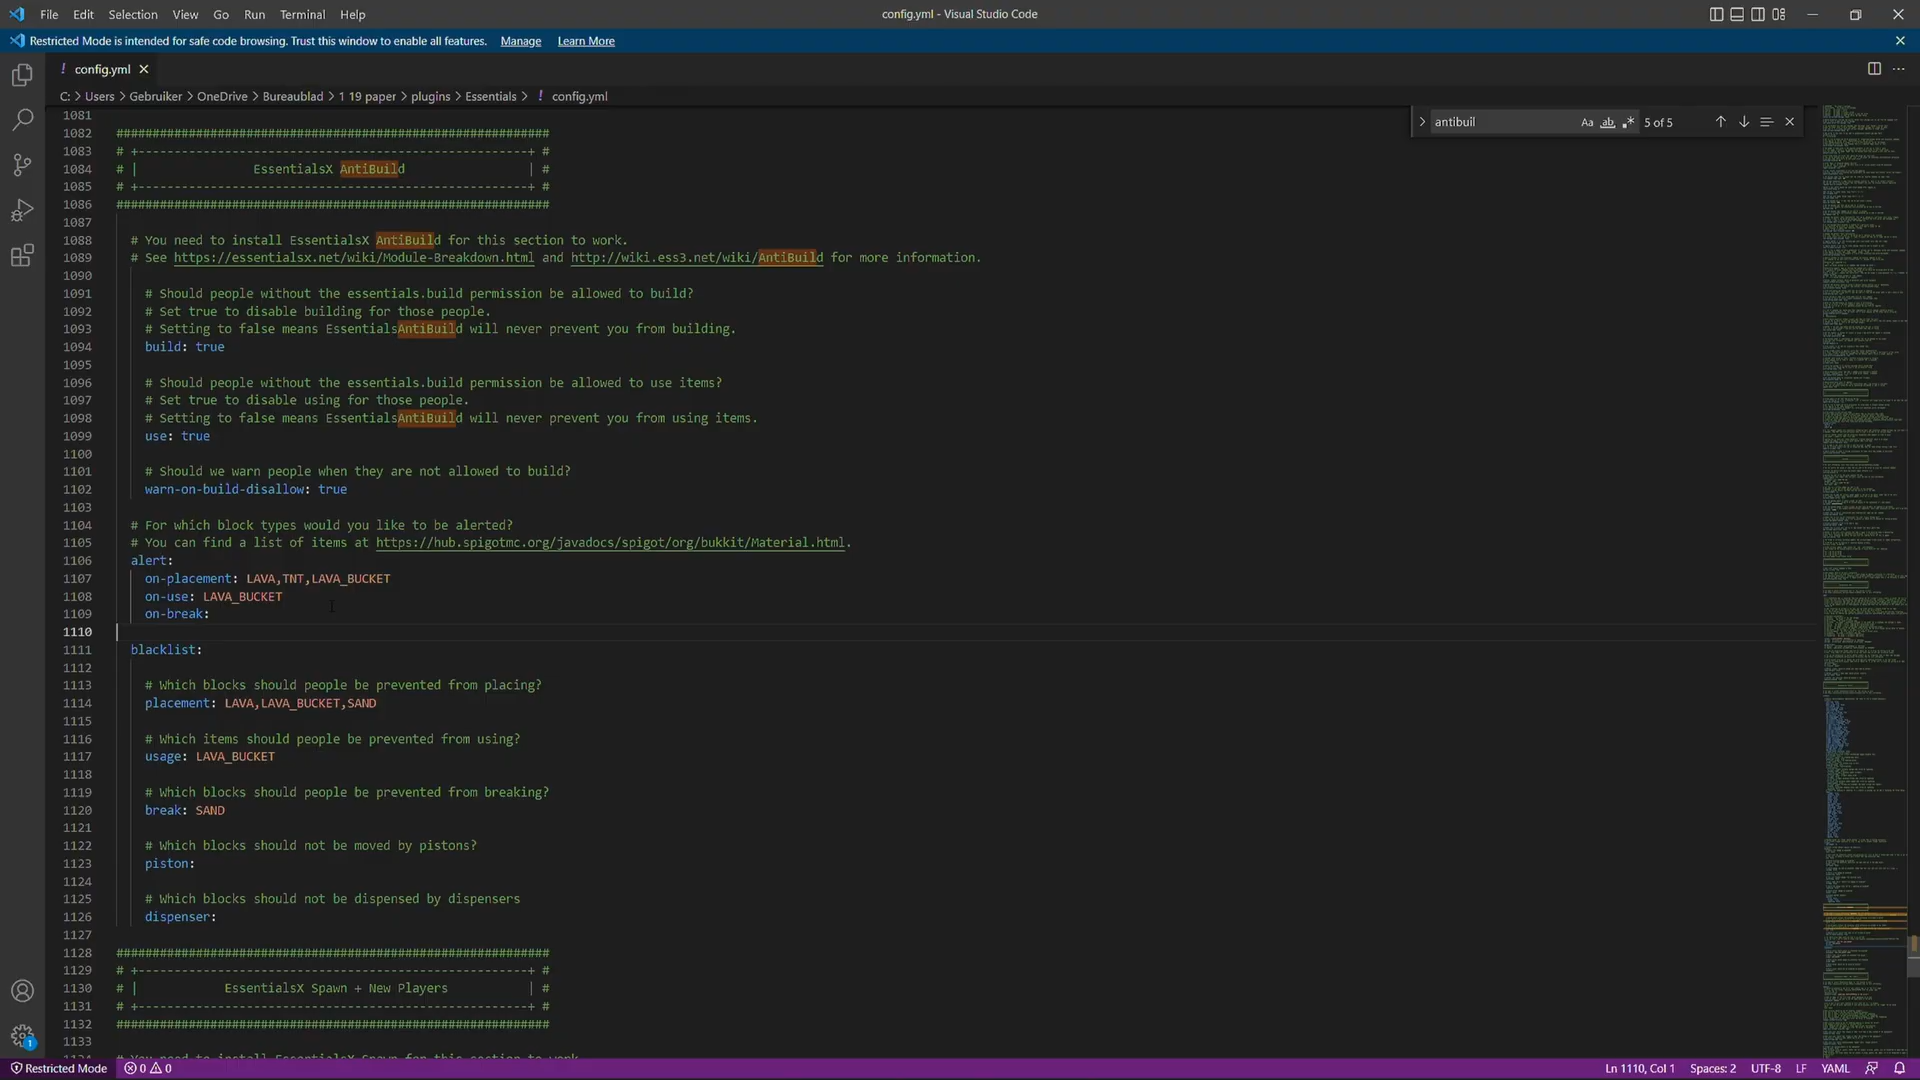 File Edit Selection View Go Run Terminal Help
config.yml - Visual Studio Code
Restricted Mode is intended for safe code browsing. Trust this window to enable all features. Manage Learn More
! config.yml
C: > Users > Gebruiker > OneDrive > Bureaublad > 1 19 paper > plugins > Essentials > ! config.yml
antibuil Aa ab 5 of 5
1081
1082 ############################################################
1083 # +------------------------------------------------------+ #
1084 # | EssentialsX AntiBuild | #
1085 # +------------------------------------------------------+ #
1086 ############################################################
1087
1088 # You need to install EssentialsX AntiBuild for this section to work.
1089 # See https://essentialsx.net/wiki/Module-Breakdown.html and http://wiki.ess3.net/wiki/AntiBuild for more information.
1090
1091 # Should people without the essentials.build permission be allowed to build?
1092 # Set true to disable building for those people.
1093 # Setting to false means EssentialsAntiBuild will never prevent you from building.
1094 build: true
1095
1096 # Should people without the essentials.build permission be allowed to use items?
1097 # Set true to disable using for those people.
1098 # Setting to false means EssentialsAntiBuild will never prevent you from using items.
1099 use: true
1100
1101 # Should we warn people when they are not allowed to build?
1102 warn-on-build-disallow: true
1103
1104 # For which block types would you like to be alerted?
1105 # You can find a list of items at https://hub.spigotmc.org/javadocs/spigot/org/bukkit/Material.html.
1106 alert:
1107 on-placement: LAVA,TNT,LAVA_BUCKET
1108 on-use: LAVA_BUCKET
1109 on-break:
1110
1111 blacklist:
1112
1113 # Which blocks should people be prevented from placing?
1114 placement: LAVA,LAVA_BUCKET,SAND
1115
1116 # Which items should people be prevented from using?
1117 usage: LAVA_BUCKET
1118
1119 # Which blocks should people be prevented from breaking?
1120 break: SAND
1121
1122 # Which blocks should not be moved by pistons?
1123 piston:
1124
1125 # Which blocks should not be dispensed by dispensers
1126 dispenser:
1127
1128 ############################################################
1129 # +------------------------------------------------------+ #
1130 # | EssentialsX Spawn + New Players | #
1131 # +------------------------------------------------------+ #
1132 ############################################################
1133
1134 # You need to install EssentialsX Spawn for this section to work.
1
Restricted Mode 0 0 Ln 1110, Col 1 Spaces: 2 UTF-8 LF YAML